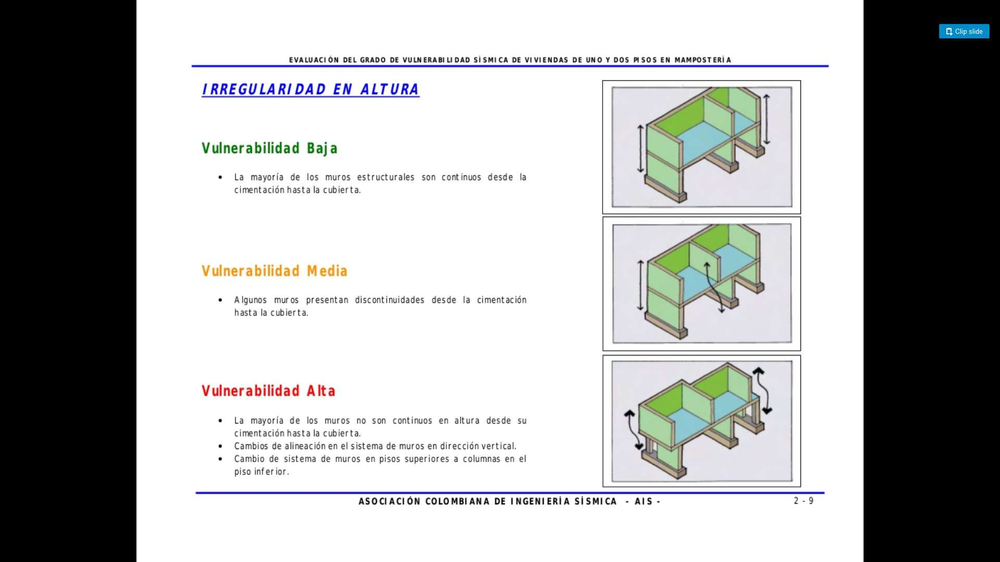 Clip slide
EVALUACIÓN DEL GRADO DE VULNERABILIDAD SÍSMICA DE VIVIENDAS DE UNO Y DOS PISOS EN MAMPOSTERÍA
IRREGULARIDAD EN ALTURA
Vulnerabilidad Baja
• La mayoría de los muros estructurales son continuos desde la
cimentación hasta la cubierta.
Vulnerabilidad Media
• Algunos muros presentan discontinuidades desde la cimentación
hasta la cubierta.
Vulnerabilidad Alta
• La mayoría de los muros no son continuos en altura desde su
cimentación hasta la cubierta.
• Cambios de alineación en el sistema de muros en dirección vertical.
• Cambio de sistema de muros en pisos superiores a columnas en el
piso inferior.
ASOCIACIÓN COLOMBIANA DE INGENIERÍA SÍSMICA - AIS -
2 - 9